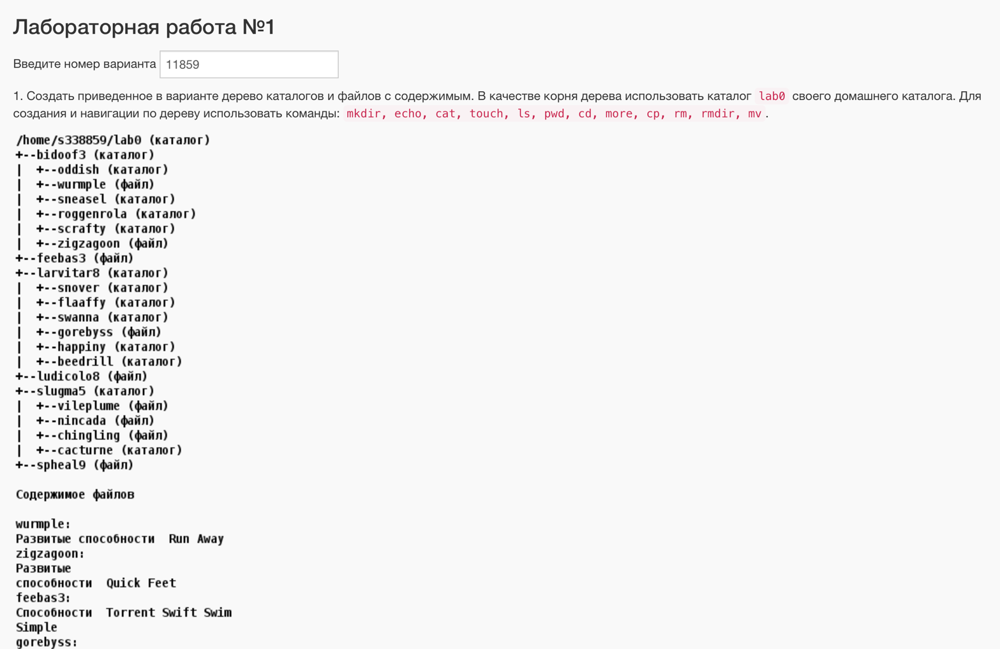 Лабораторная работа №1
Введите номер варианта 11859
1. Создать приведенное в варианте дерево каталогов и файлов с содержимым. В качестве корня дерева использовать каталог lab0 своего домашнего каталога. Для
создания и навигации по дереву использовать команды: mkdir, echo, cat, touch, ls, pwd, cd, more, cp, rm, rmdir, mv.
/home/s338859/lab0 (каталог)
+--bidoof3 (каталог)
|  +--oddish (каталог)
|  +--wurmple (файл)
|  +--sneasel (каталог)
|  +--roggenrola (каталог)
|  +--scrafty (каталог)
|  +--zigzagoon (файл)
+--feebas3 (файл)
+--larvitar8 (каталог)
|  +--snover (каталог)
|  +--flaaffy (каталог)
|  +--swanna (каталог)
|  +--gorebyss (файл)
|  +--happiny (каталог)
|  +--beedrill (каталог)
+--ludicolo8 (файл)
+--slugma5 (каталог)
|  +--vileplume (файл)
|  +--nincada (файл)
|  +--chingling (файл)
|  +--cacturne (каталог)
+--spheal9 (файл)
Содержимое файлов
wurmple:
Развитые способности  Run Away
zigzagoon:
Развитые
способности  Quick Feet
feebas3:
Способности  Torrent Swift Swim
Simple
gorebyss: